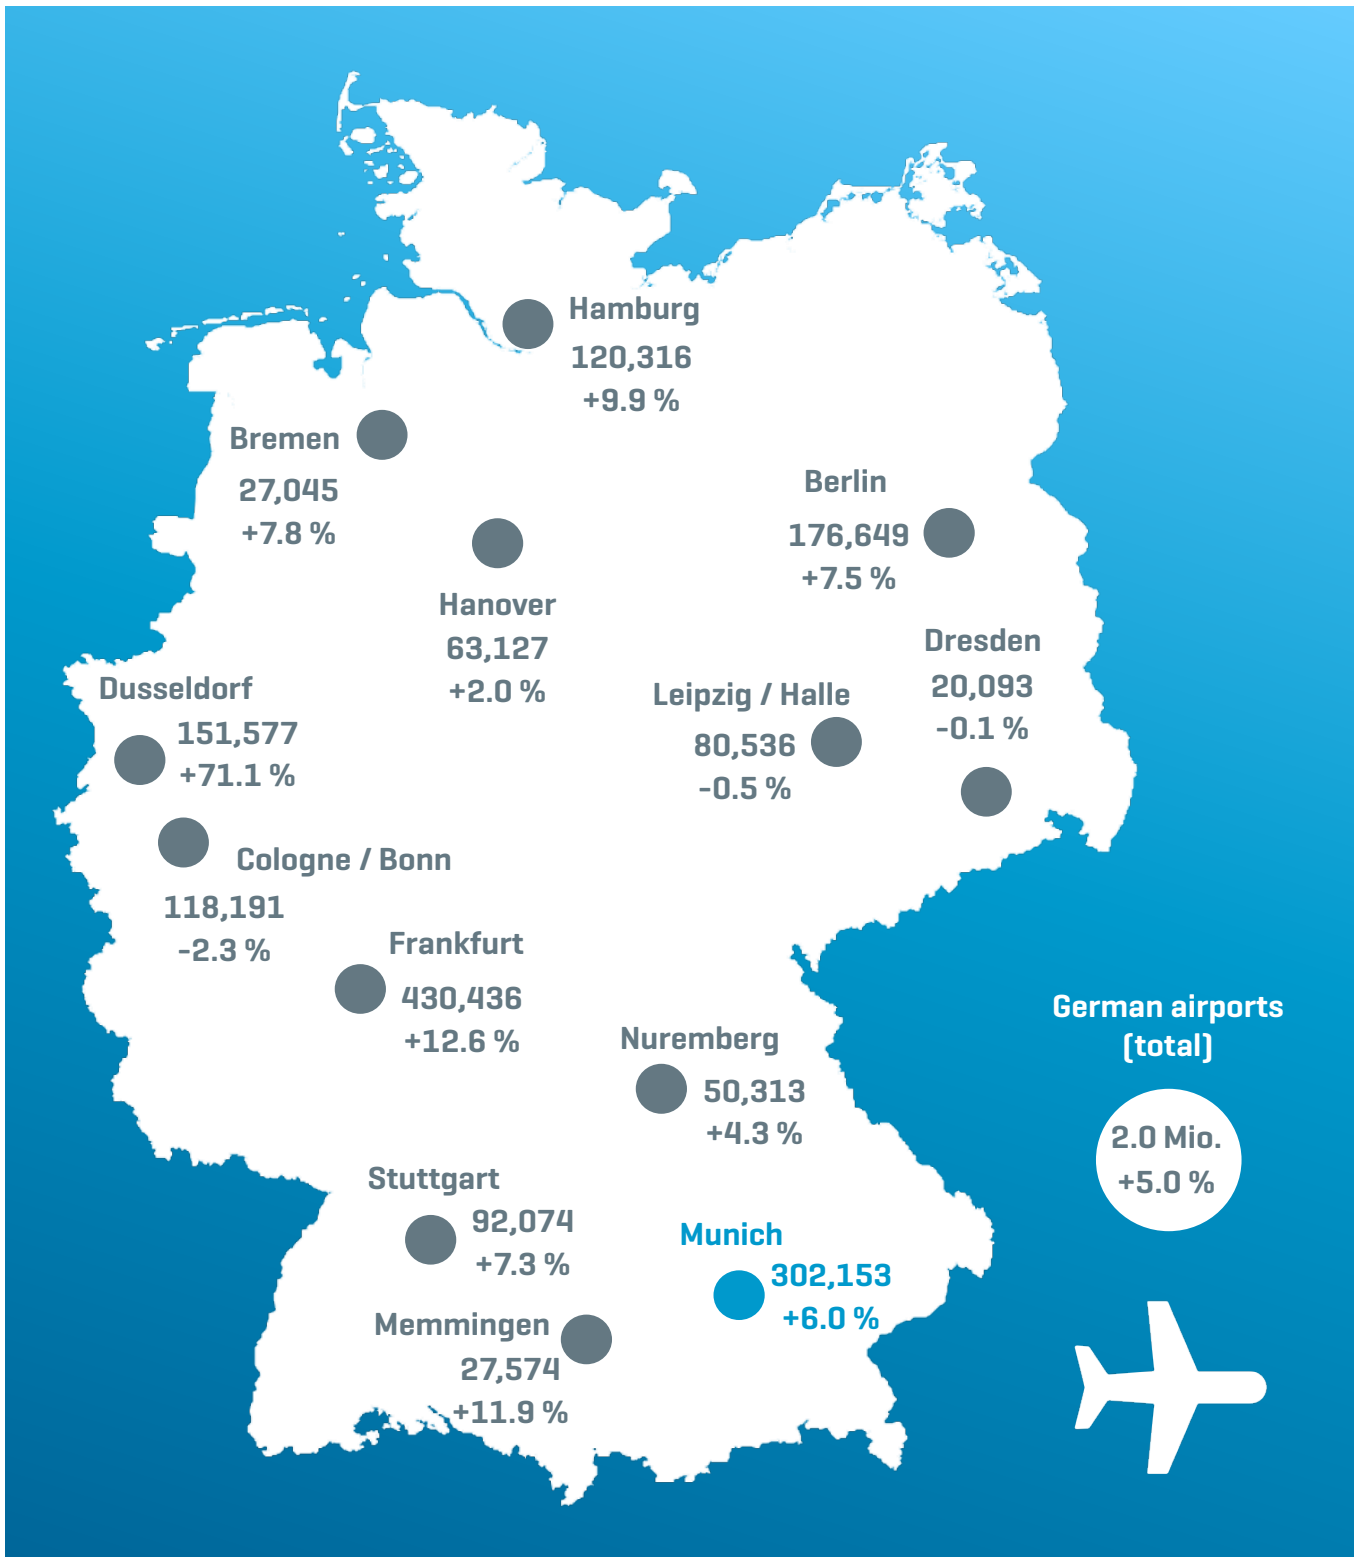 Hamburg
120,316
+9.9 %
Bremen
27,045
+7.8 %
Berlin
176,649
+7.5 %
Hanover
63,127
+2.0 %
Dresden
20,093
-0.1 %
Dusseldorf
151,577
+71.1 %
Leipzig / Halle
80,536
-0.5 %
Cologne / Bonn
118,191
-2.3 %
Frankfurt
430,436
+12.6 %
German airports
(total)
2.0 Mio.
+5.0 %
Nuremberg
50,313
+4.3 %
Stuttgart
92,074
+7.3 %
Munich
302,153
+6.0 %
Memmingen
27,574
+11.9 %